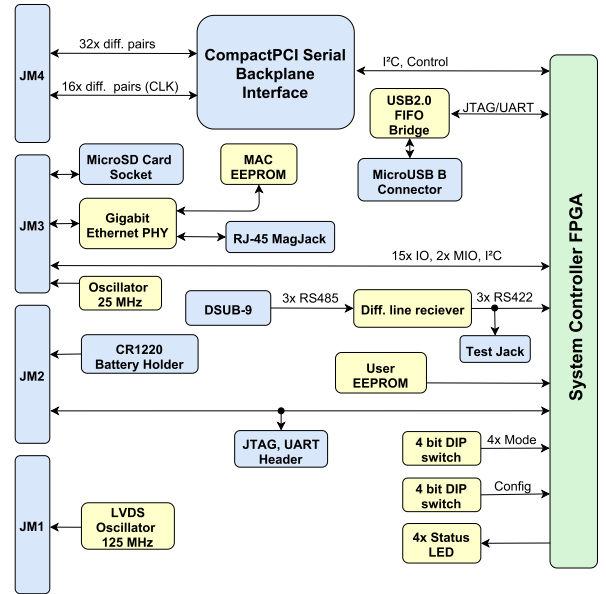 JM4
32x diff. pairs
16x diff. pairs (CLK)
CompactPCI Serial
Backplane
Interface
I²C, Control
USB2.0
FIFO
Bridge
JTAG/UART
MicroUSB B
Connector
System Controller FPGA
JM3
MicroSD Card
Socket
MAC
EEPROM
Gigabit
Ethernet PHY
RJ-45 MagJack
15x IO, 2x MIO, I²C
Oscillator
25 MHz
DSUB-9
3x RS485
Diff. line reciever
3x RS422
Test Jack
JM2
CR1220
Battery Holder
User
EEPROM
JTAG, UART
Header
4 bit DIP
switch
4x Mode
4 bit DIP
switch
Config
JM1
LVDS
Oscillator
125 MHz
4x Status
LED